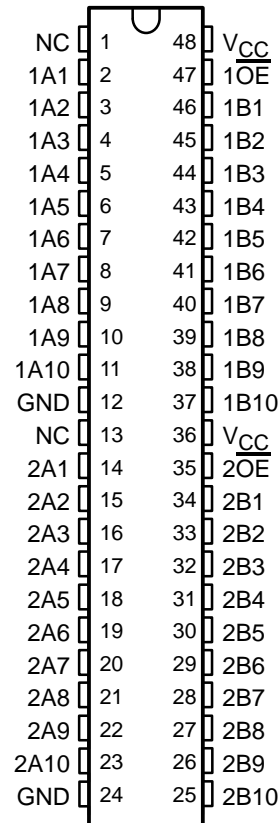 NC 1 48 VCC
1A1 2 47 1O̅E̅
1A2 3 46 1B1
1A3 4 45 1B2
1A4 5 44 1B3
1A5 6 43 1B4
1A6 7 42 1B5
1A7 8 41 1B6
1A8 9 40 1B7
1A9 10 39 1B8
1A10 11 38 1B9
GND 12 37 1B10
NC 13 36 VCC
2A1 14 35 2O̅E̅
2A2 15 34 2B1
2A3 16 33 2B2
2A4 17 32 2B3
2A5 18 31 2B4
2A6 19 30 2B5
2A7 20 29 2B6
2A8 21 28 2B7
2A9 22 27 2B8
2A10 23 26 2B9
GND 24 25 2B10